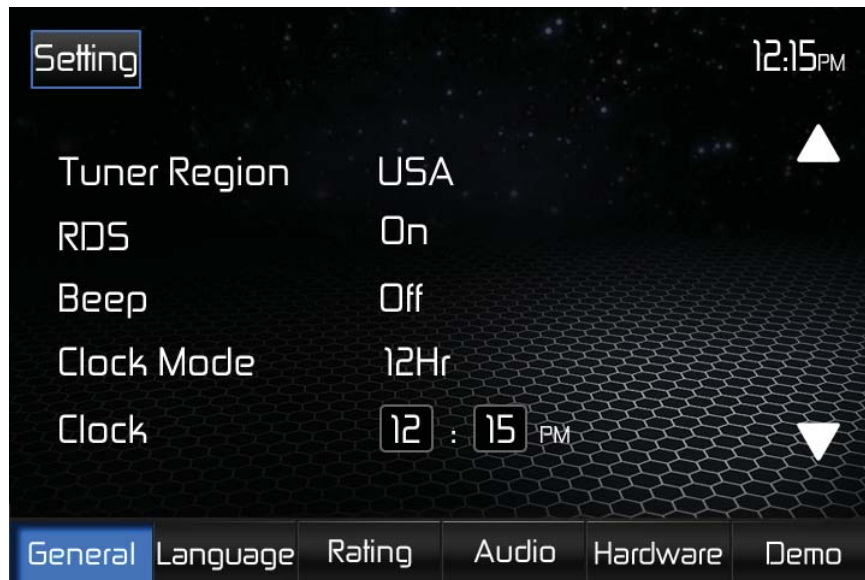 Setting
12:15PM
Tuner Region USA
RDS On
Beep Off
Clock Mode 12Hr
Clock 12 : 15 PM
General Language Rating Audio Hardware Demo